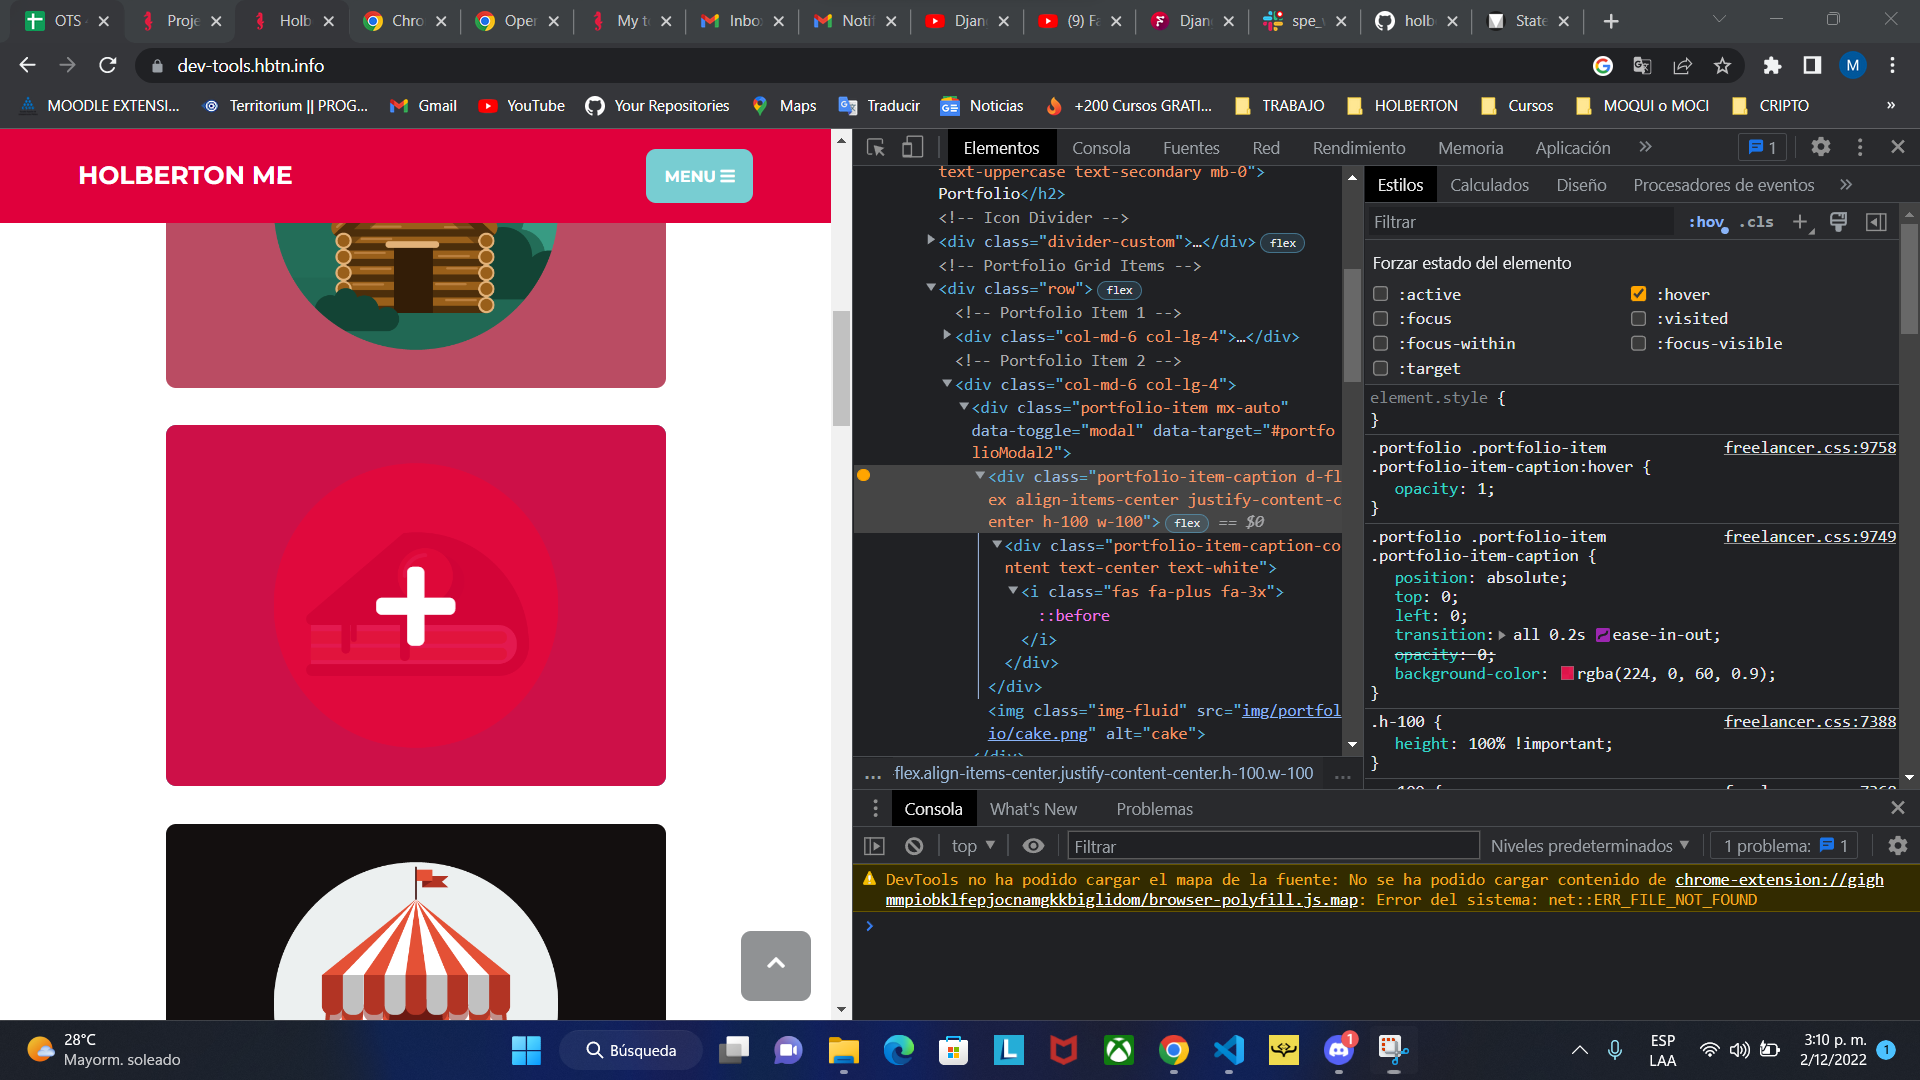 OTS
Proje
Holb
Chro
Oper
My t
Inbo
Notif
Djan
(9) Fa
Djan
spe_v
holb
State
dev-tools.hbtn.info
M
MOODLE EXTENSI...
Territorium || PROG...
Gmail
YouTube
Your Repositories
Maps
Traducir
Noticias
+200 Cursos GRATI...
TRABAJO
HOLBERTON
Cursos
MOQUI o MOCI
CRIPTO
»
HOLBERTON ME
MENU
Elementos
Consola
Fuentes
Red
Rendimiento
Memoria
Aplicación
»
1
text-uppercase text-secondary mb-0">
Portfolio</h2>
<!-- Icon Divider -->
<div class="divider-custom">…</div> flex
<!-- Portfolio Grid Items -->
<div class="row"> flex
<!-- Portfolio Item 1 -->
<div class="col-md-6 col-lg-4">…</div>
<!-- Portfolio Item 2 -->
<div class="col-md-6 col-lg-4">
<div class="portfolio-item mx-auto"
data-toggle="modal" data-target="#portfo
lioModal2">
<div class="portfolio-item-caption d-fl
ex align-items-center justify-content-c
enter h-100 w-100"> flex == $0
<div class="portfolio-item-caption-co
ntent text-center text-white">
<i class="fas fa-plus fa-3x">
::before
</i>
</div>
</div>
<img class="img-fluid" src="img/portfol
io/cake.png" alt="cake">
</div>
... -flex.align-items-center.justify-content-center.h-100.w-100 ...
Estilos
Calculados
Diseño
Procesadores de eventos
»
Filtrar
:hov
.cls
Forzar estado del elemento
:active
:hover
:focus
:visited
:focus-within
:focus-visible
:target
element.style {
}
.portfolio .portfolio-item freelancer.css:9758
.portfolio-item-caption:hover {
opacity: 1;
}
.portfolio .portfolio-item freelancer.css:9749
.portfolio-item-caption {
position: absolute;
top: 0;
left: 0;
transition: all 0.2s ease-in-out;
opacity: 0;
background-color: rgba(224, 0, 60, 0.9);
}
.h-100 { freelancer.css:7388
height: 100% !important;
}
Consola
What's New
Problemas
top
Filtrar
Niveles predeterminados
1 problema: 1
DevTools no ha podido cargar el mapa de la fuente: No se ha podido cargar contenido de chrome-extension://gigh
mmpiobklfepjocnamgkkbiglidom/browser-polyfill.js.map: Error del sistema: net::ERR_FILE_NOT_FOUND
28°C
Mayorm. soleado
Búsqueda
1
ESP
LAA
3:10 p. m.
2/12/2022
1